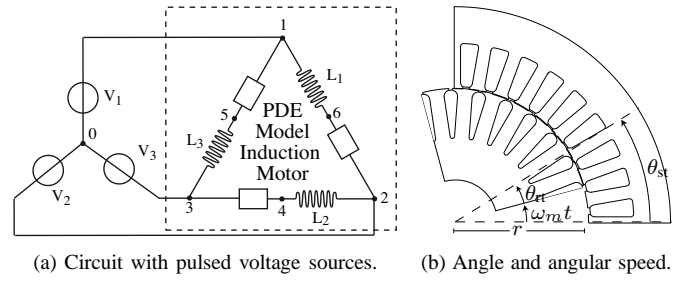 1
V₁
5
L₁
6
PDE
Model
Induction
Motor
L₃
0
V₃
V₂
3
4
L₂
2
(a) Circuit with pulsed voltage sources.
θst
θrt
ωₘt
r
(b) Angle and angular speed.